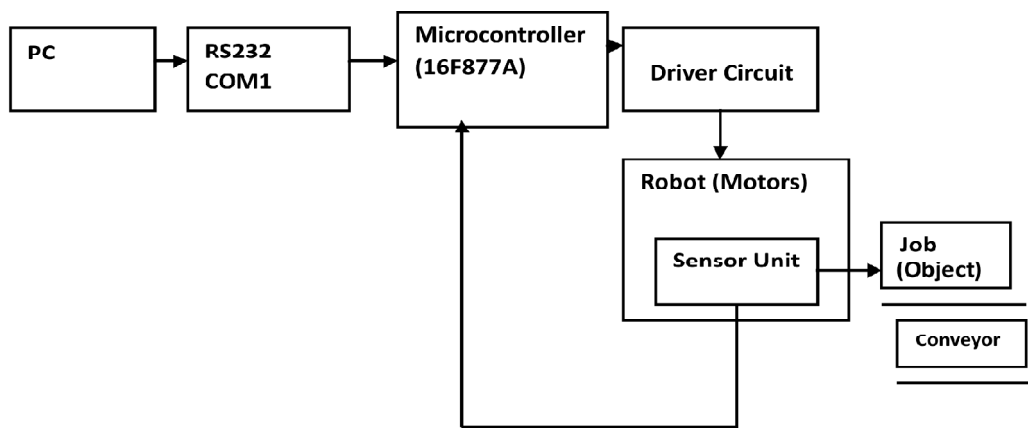 PC
RS232
COM1
Microcontroller
(16F877A)
Driver Circuit
Robot (Motors)
Sensor Unit
Job
(Object)
Conveyor